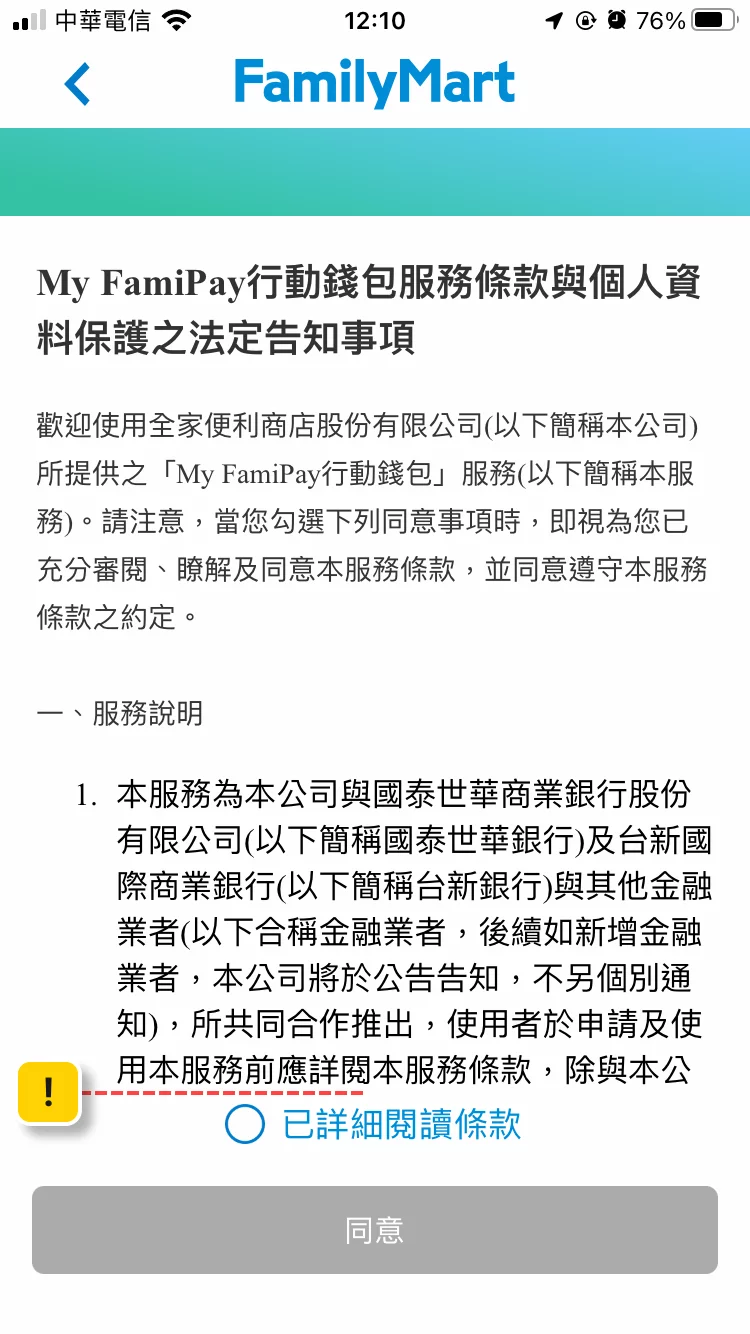 中華電信 12:10 76%
FamilyMart
My FamiPay行動錢包服務條款與個人資
料保護之法定告知事項
歡迎使用全家便利商店股份有限公司(以下簡稱本公司)
所提供之「My FamiPay行動錢包」服務(以下簡稱本服
務)。請注意，當您勾選下列同意事項時，即視為您已
充分審閱、瞭解及同意本服務條款，並同意遵守本服務
條款之約定。
一、服務說明
1. 本服務為本公司與國泰世華商業銀行股份
有限公司(以下簡稱國泰世華銀行)及台新國
際商業銀行(以下簡稱台新銀行)與其他金融
業者(以下合稱金融業者，後續如新增金融
業者，本公司將於公告告知，不另個別通
知)，所共同合作推出，使用者於申請及使
用本服務前應詳閱本服務條款，除與本公
!
已詳細閱讀條款
同意